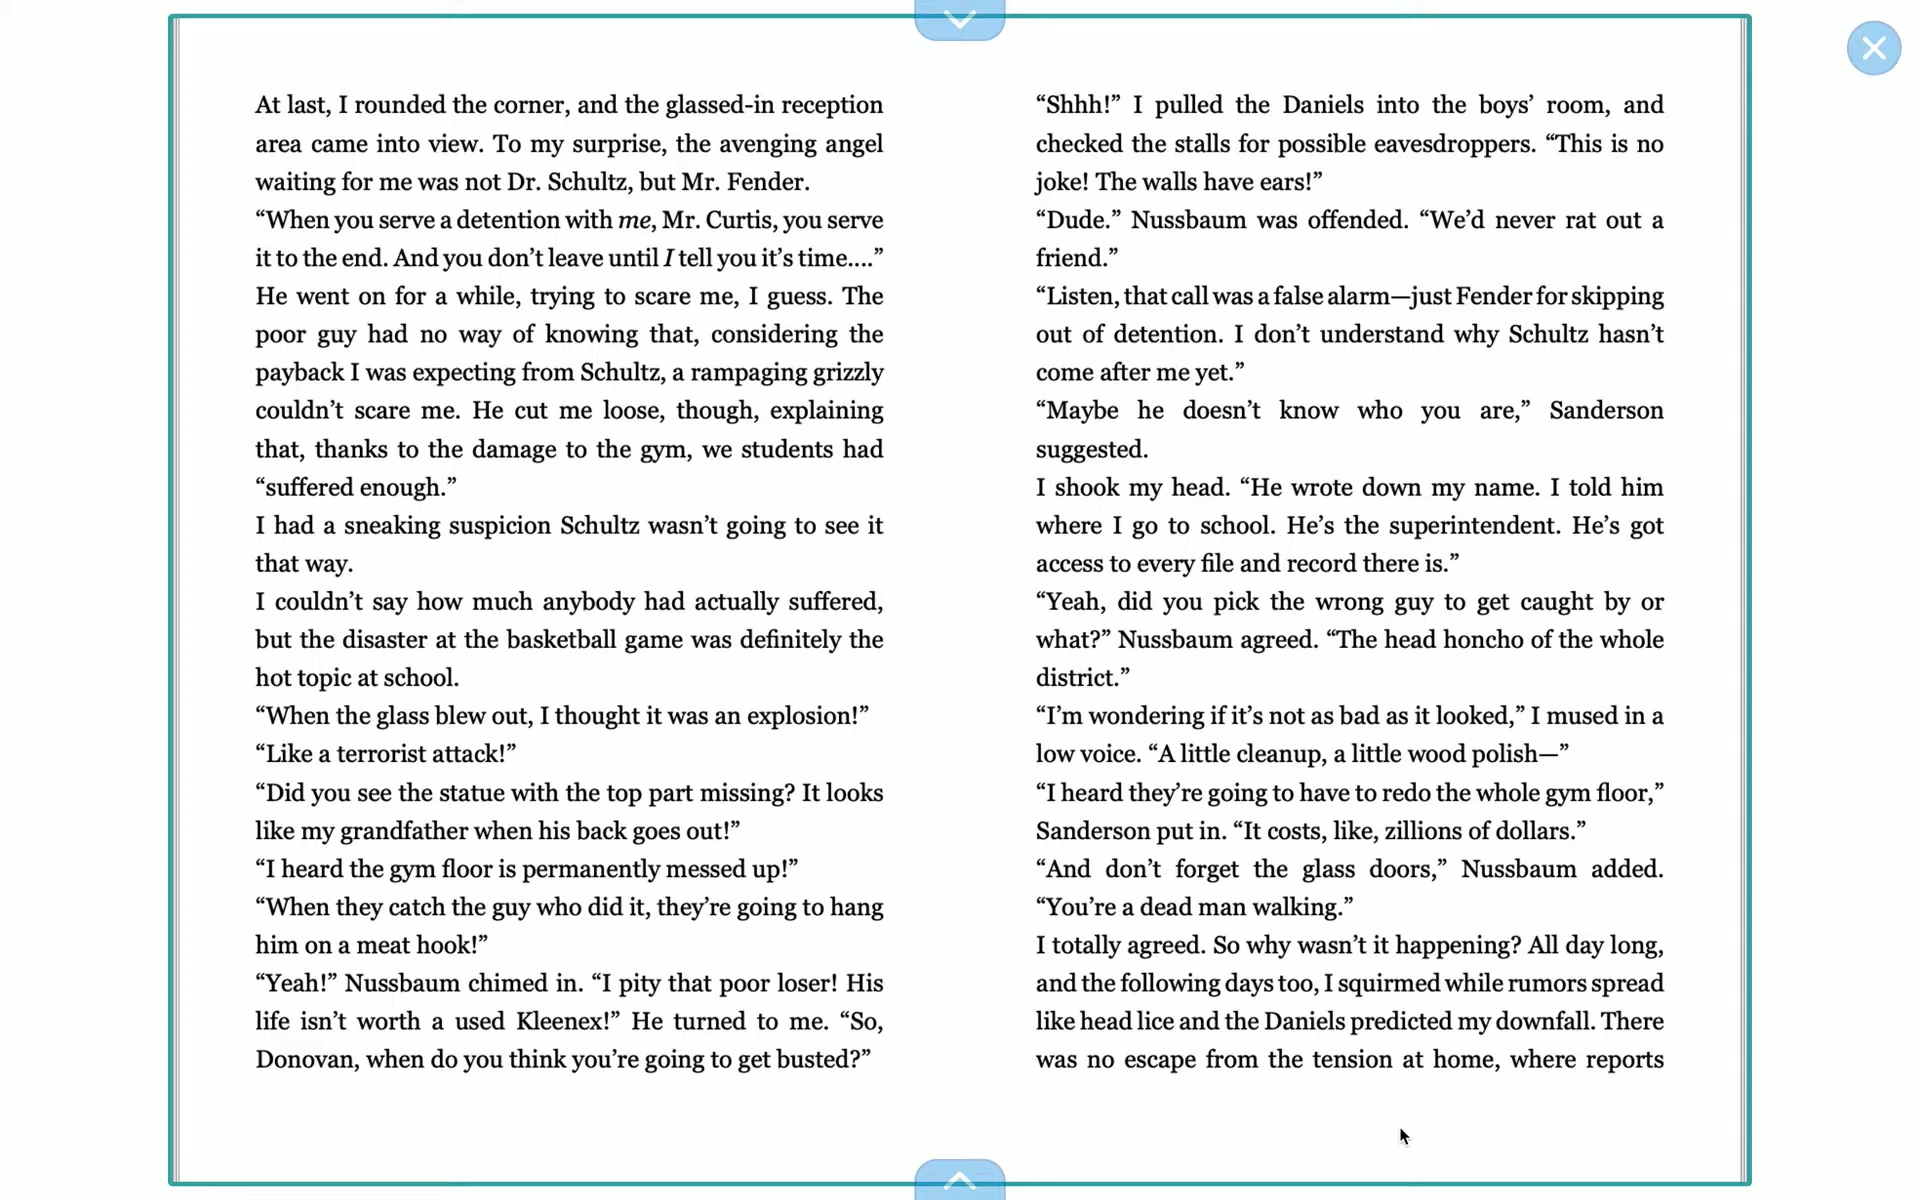 At last, I rounded the corner, and the glassed-in reception
area came into view. To my surprise, the avenging angel
waiting for me was not Dr. Schultz, but Mr. Fender.
“When you serve a detention with me, Mr. Curtis, you serve
it to the end. And you don’t leave until I tell you it’s time....”
He went on for a while, trying to scare me, I guess. The
poor guy had no way of knowing that, considering the
payback I was expecting from Schultz, a rampaging grizzly
couldn’t scare me. He cut me loose, though, explaining
that, thanks to the damage to the gym, we students had
“suffered enough.”
I had a sneaking suspicion Schultz wasn’t going to see it
that way.
I couldn’t say how much anybody had actually suffered,
but the disaster at the basketball game was definitely the
hot topic at school.
“When the glass blew out, I thought it was an explosion!”
“Like a terrorist attack!”
“Did you see the statue with the top part missing? It looks
like my grandfather when his back goes out!”
“I heard the gym floor is permanently messed up!”
“When they catch the guy who did it, they’re going to hang
him on a meat hook!”
“Yeah!” Nussbaum chimed in. “I pity that poor loser! His
life isn’t worth a used Kleenex!” He turned to me. “So,
Donovan, when do you think you’re going to get busted?”
“Shhh!” I pulled the Daniels into the boys’ room, and
checked the stalls for possible eavesdroppers. “This is no
joke! The walls have ears!”
“Dude.” Nussbaum was offended. “We’d never rat out a
friend.”
“Listen, that call was a false alarm—just Fender for skipping
out of detention. I don’t understand why Schultz hasn’t
come after me yet.”
“Maybe he doesn’t know who you are,” Sanderson
suggested.
I shook my head. “He wrote down my name. I told him
where I go to school. He’s the superintendent. He’s got
access to every file and record there is.”
“Yeah, did you pick the wrong guy to get caught by or
what?” Nussbaum agreed. “The head honcho of the whole
district.”
“I’m wondering if it’s not as bad as it looked,” I mused in a
low voice. “A little cleanup, a little wood polish—”
“I heard they’re going to have to redo the whole gym floor,”
Sanderson put in. “It costs, like, zillions of dollars.”
“And don’t forget the glass doors,” Nussbaum added.
“You’re a dead man walking.”
I totally agreed. So why wasn’t it happening? All day long,
and the following days too, I squirmed while rumors spread
like head lice and the Daniels predicted my downfall. There
was no escape from the tension at home, where reports